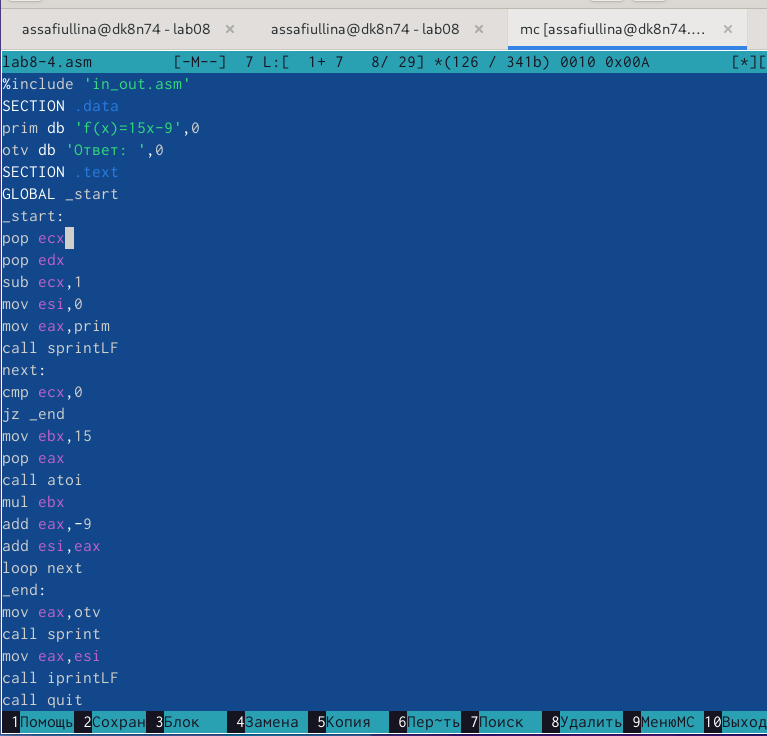 assafiullina@dk8n74 - lab08 × assafiullina@dk8n74 - lab08 × mc [assafiullina@dk8n74.... ×
lab8-4.asm [-M--] 7 L:[ 1+ 7 8/ 29] *(126 / 341b) 0010 0x00A [*][
%include 'in_out.asm'
SECTION .data
prim db 'f(x)=15x-9',0
otv db 'Ответ: ',0
SECTION .text
GLOBAL _start
_start:
pop ecx
pop edx
sub ecx,1
mov esi,0
mov eax,prim
call sprintLF
next:
cmp ecx,0
jz _end
mov ebx,15
pop eax
call atoi
mul ebx
add eax,-9
add esi,eax
loop next
_end:
mov eax,otv
call sprint
mov eax,esi
call iprintLF
call quit
1Помощь 2Сохран 3Блок 4Замена 5Копия 6Пер~ть 7Поиск 8Удалить 9МенюMC 10Выход